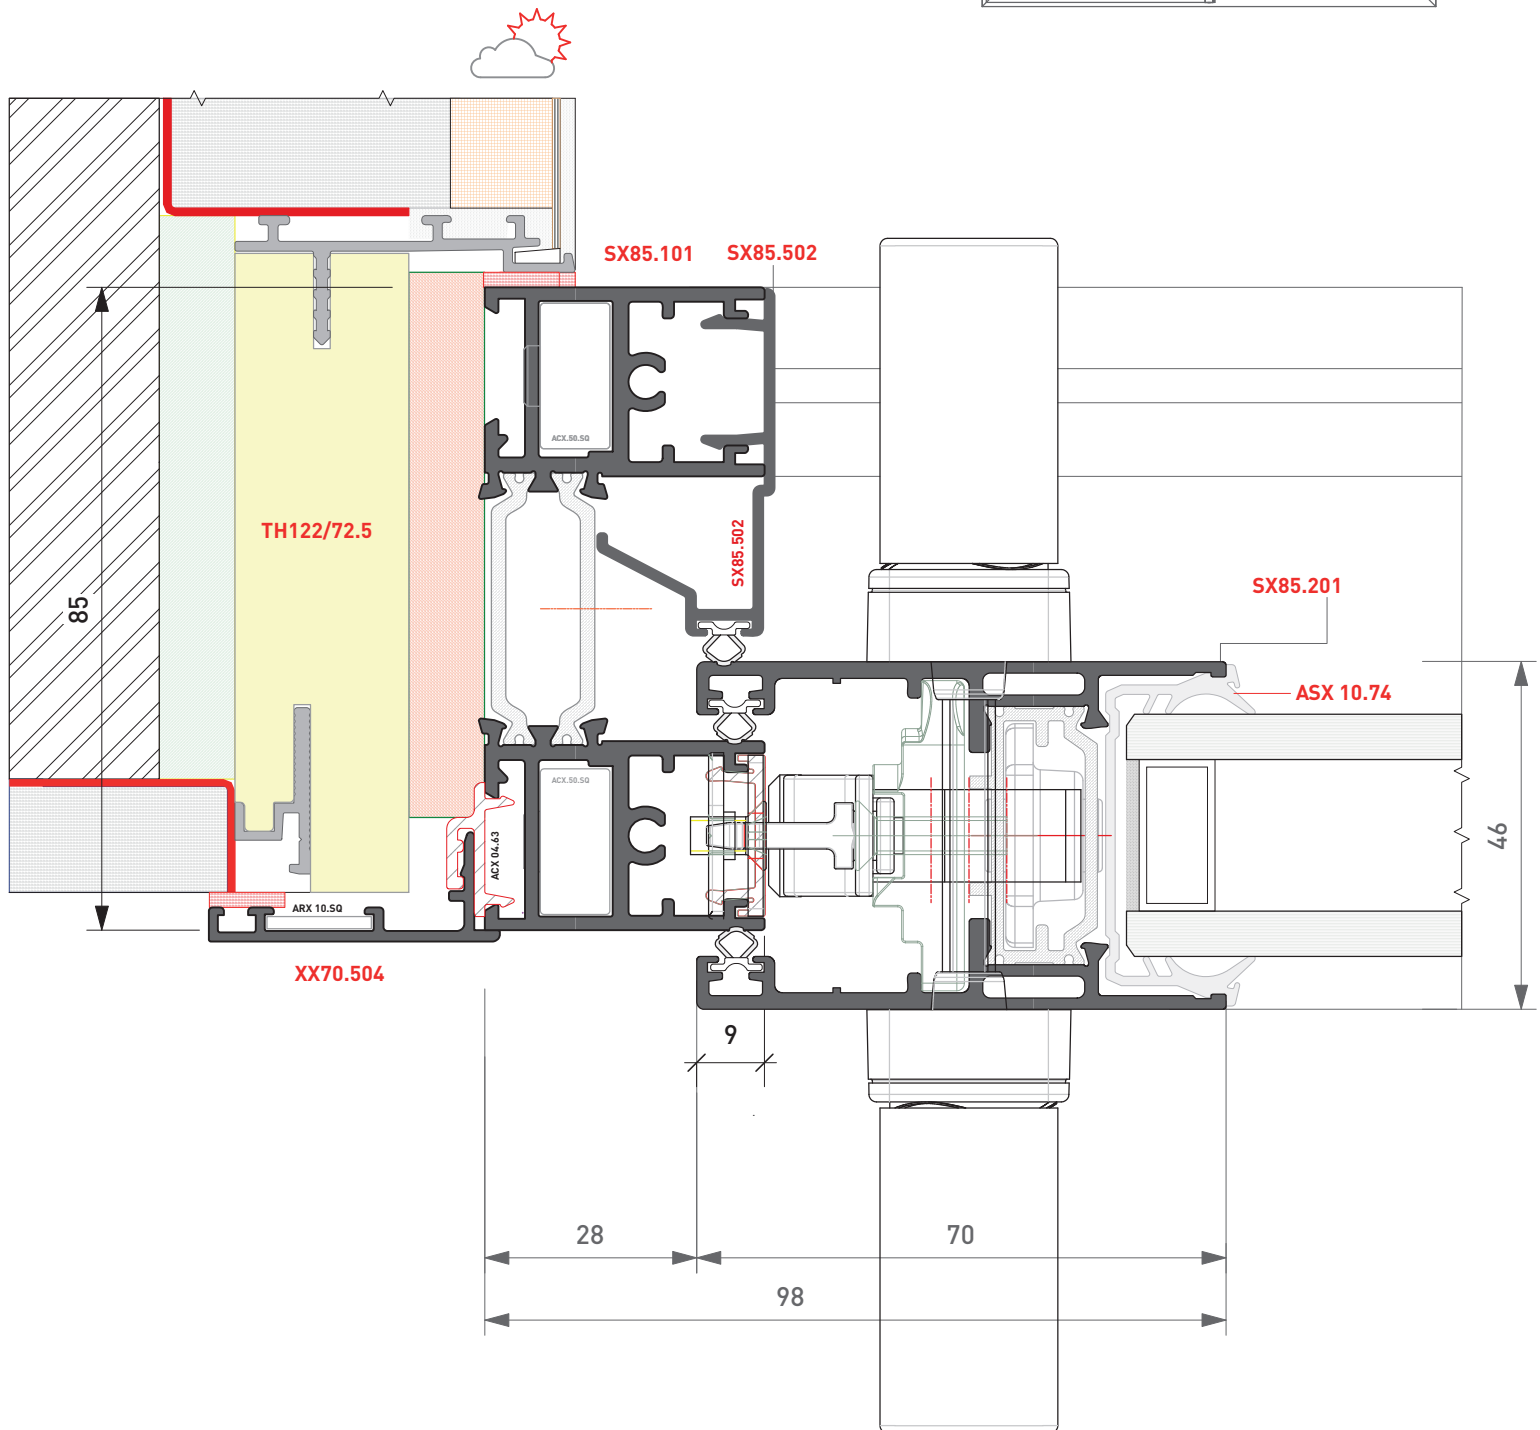 SX85.101
SX85.502
ACX.50.SQ
TH122/72.5
SX85.502
85
SX85.201
ASX 10.74
ACX.50.SQ
ACX 04.63
46
ARX 10.SQ
XX70.504
9
28
70
98